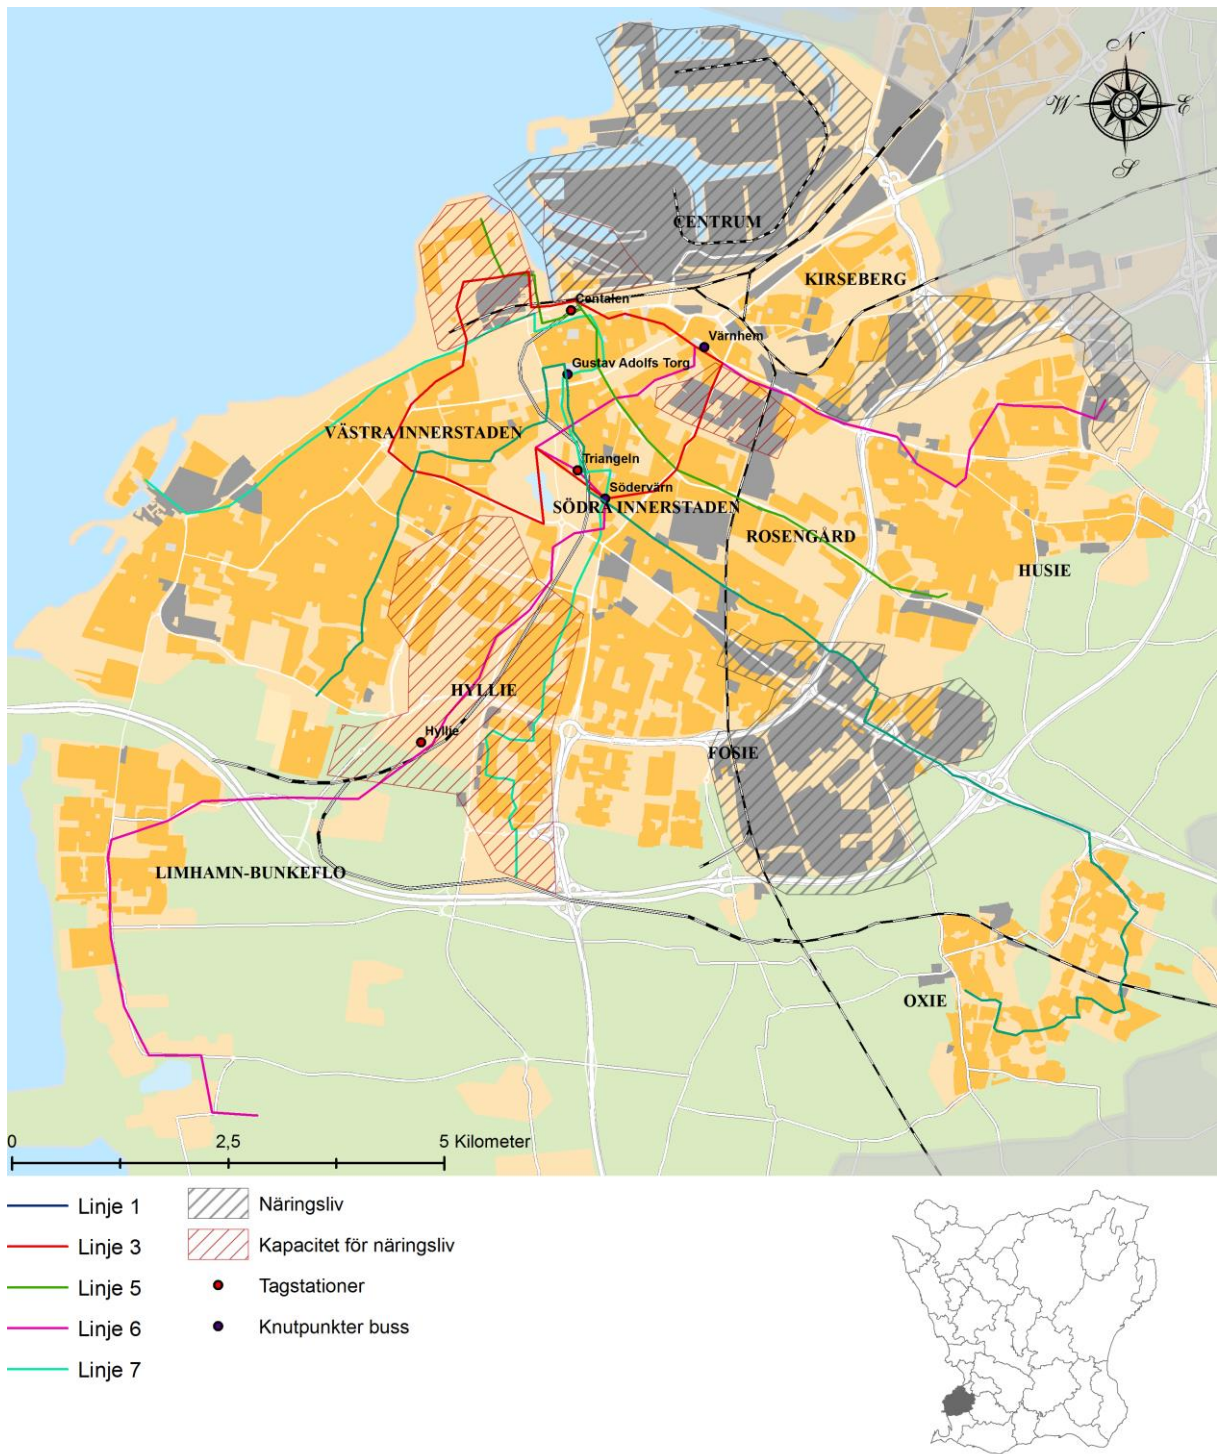 N
W E
S
CENTRUM
KIRSEBERG
Centalen
Värnhem
Gustav Adolfs Torg
VÄSTRA INNERSTADEN
Triangeln
Södervärn
SÖDRA INNERSTADEN
ROSENGÅRD
HUSIE
HYLLIE
Hyllie
FOSIE
LIMHAMN-BUNKEFLO
OXIE
0 2,5 5 Kilometer
Linje 1
Linje 3
Linje 5
Linje 6
Linje 7
Näringsliv
Kapacitet för näringsliv
Tagstationer
Knutpunkter buss